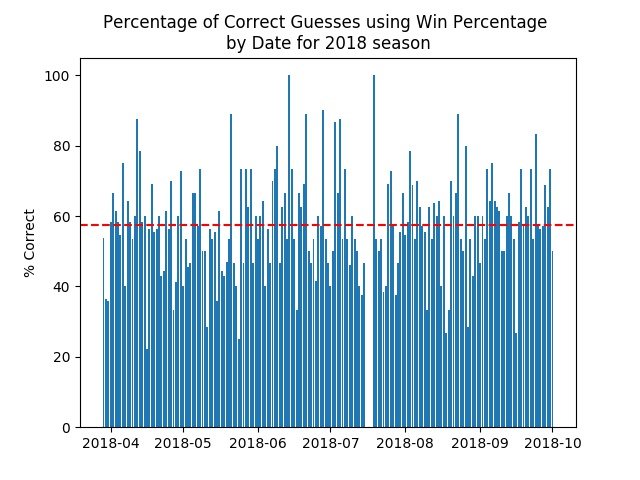 Percentage of Correct Guesses using Win Percentage
by Date for 2018 season
100
80
60
40
20
0
% Correct
2018-04 2018-05 2018-06 2018-07 2018-08 2018-09 2018-10